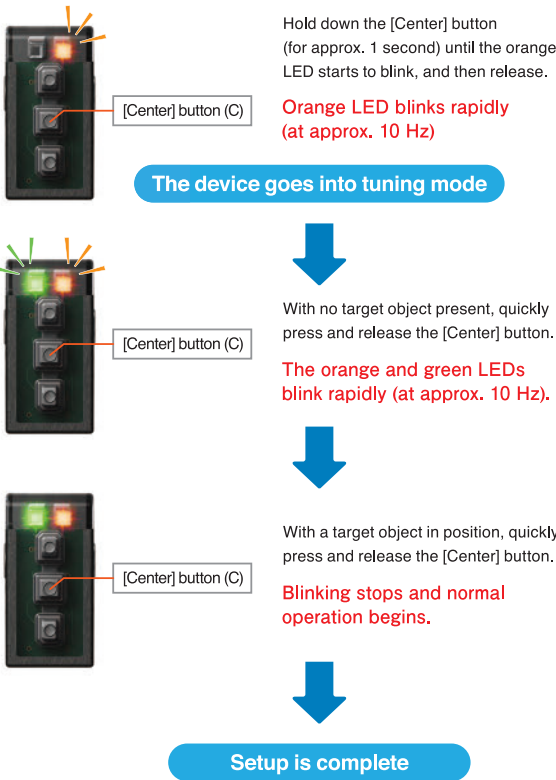 Hold down the [Center] button
(for approx. 1 second) until the orange
LED starts to blink, and then release.
[Center] button (C)
Orange LED blinks rapidly
(at approx. 10 Hz)
The device goes into tuning mode
With no target object present, quickly
press and release the [Center] button.
[Center] button (C)
The orange and green LEDs
blink rapidly (at approx. 10 Hz).
With a target object in position, quickly
press and release the [Center] button.
[Center] button (C)
Blinking stops and normal
operation begins.
Setup is complete